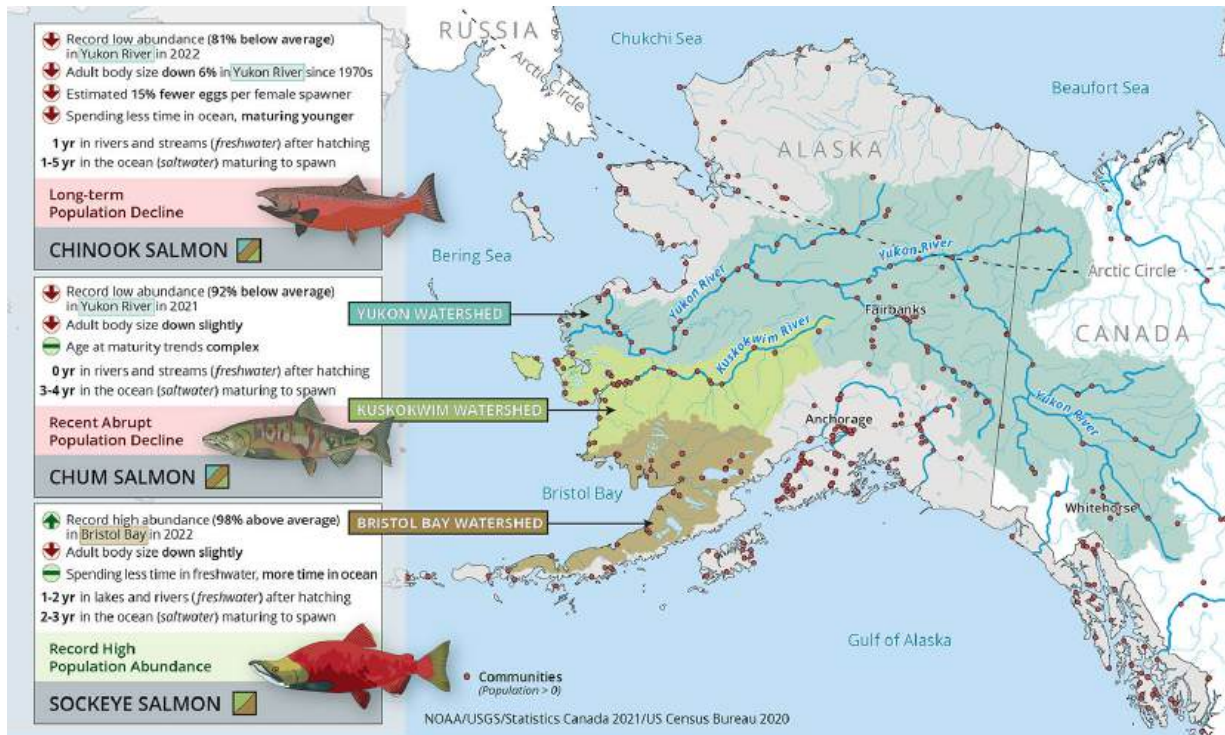 Record low abundance (81% below average)
in Yukon River in 2022
Adult body size down 6% in Yukon River since 1970s
Estimated 15% fewer eggs per female spawner
Spending less time in ocean, maturing younger
1 yr in rivers and streams (freshwater) after hatching
1-5 yr in the ocean (saltwater) maturing to spawn
Long-term
Population Decline
CHINOOK SALMON
Record low abundance (92% below average)
in Yukon River in 2021
Adult body size down slightly
Age at maturity trends complex
0 yr in rivers and streams (freshwater) after hatching
3-4 yr in the ocean (saltwater) maturing to spawn
Recent Abrupt
Population Decline
CHUM SALMON
Record high abundance (98% above average)
in Bristol Bay in 2022
Adult body size down slightly
Spending less time in freshwater, more time in ocean
1-2 yr in lakes and rivers (freshwater) after hatching
2-3 yr in the ocean (saltwater) maturing to spawn
Record High
Population Abundance
SOCKEYE SALMON
RUSSIA
Chukchi Sea
Arctic Circle
Beaufort Sea
ALASKA
Bering Sea
Yukon River
Yukon River
Arctic Circle
YUKON WATERSHED
Fairbanks
Kuskokwim River
CANADA
KUSKOKWIM WATERSHED
Yukon River
Anchorage
Bristol Bay
Whitehorse
BRISTOL BAY WATERSHED
Gulf of Alaska
Communities
(Population > 0)
NOAA/USGS/Statistics Canada 2021/US Census Bureau 2020